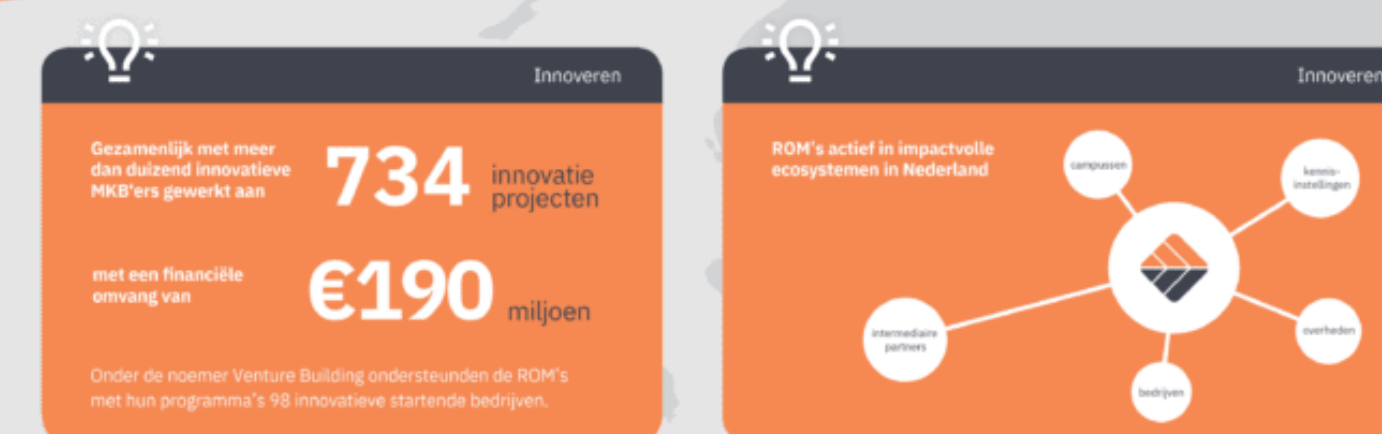 Innoveren
Gezamenlijk met meer
dan duizend innovatieve
MKB'ers gewerkt aan
734
innovatie
projecten
met een financiële
omvang van
€190
miljoen
Onder de noemer Venture Building ondersteunden de ROM's
met hun programma's 98 innovatieve startende bedrijven.
Innoveren
ROM's actief in impactvolle
ecosystemen in Nederland
campussen
kennis-
instellingen
intermediaire
partners
overheden
bedrijven